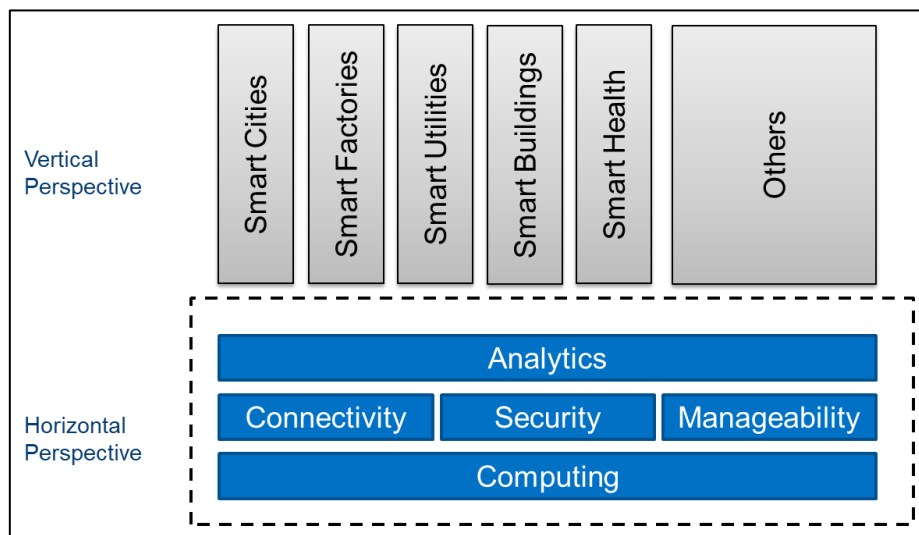 Vertical
Perspective
Smart Cities
Smart Factories
Smart Utilities
Smart Buildings
Smart Health
Others
Horizontal
Perspective
Analytics
Connectivity
Security
Manageability
Computing